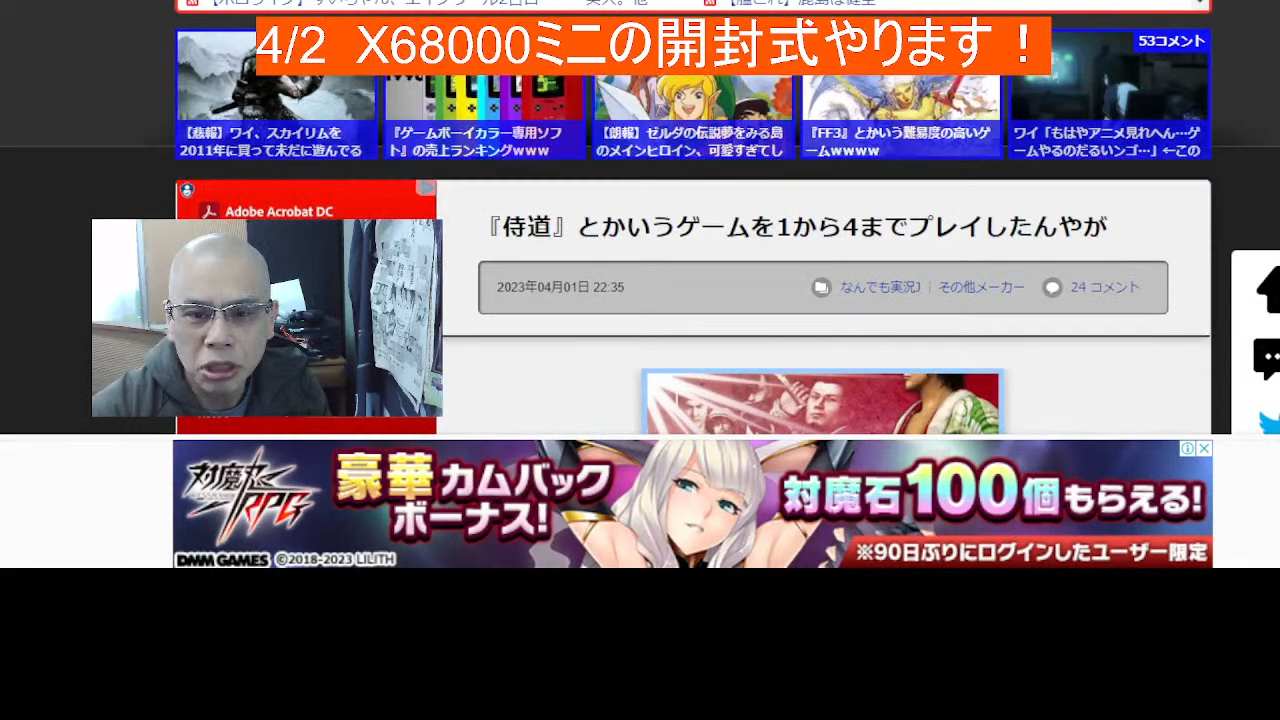 4/2 X68000ミニの開封式やります！
53コメント
【悲報】ワイ、スカイリムを
2011年に買って未だに遊んでる
『ゲームボーイカラー専用ソフ
ト』の売上ランキングwww
【朗報】ゼルダの伝説夢をみる島
のメインヒロイン、可愛すぎてし
『FF3』とかいう難易度の高いゲ
ームwwww
ワイ「もはやアニメ見れへん…ゲ
ームやるのだるいンゴ…」←この
Adobe Acrobat DC
『侍道』とかいうゲームを1から4までプレイしたんやが
2023年04月01日 22:35
なんでも実況J | その他メーカー
24 コメント
対魔忍RPG
豪華カムバック
ボーナス!
対魔石100個もらえる!
※90日ぶりにログインしたユーザー限定
DMM GAMES ©2018-2023 LILITH